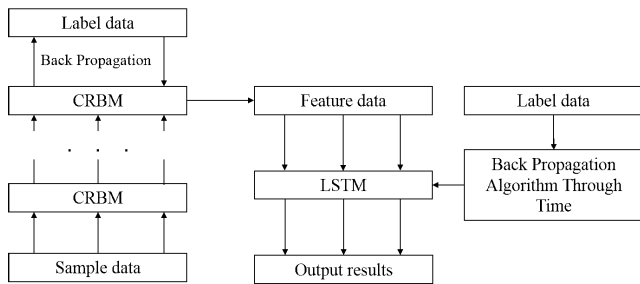 Label data
Back Propagation
CRBM
. . .
CRBM
Sample data
Feature data
LSTM
Output results
Label data
Back Propagation
Algorithm Through
Time